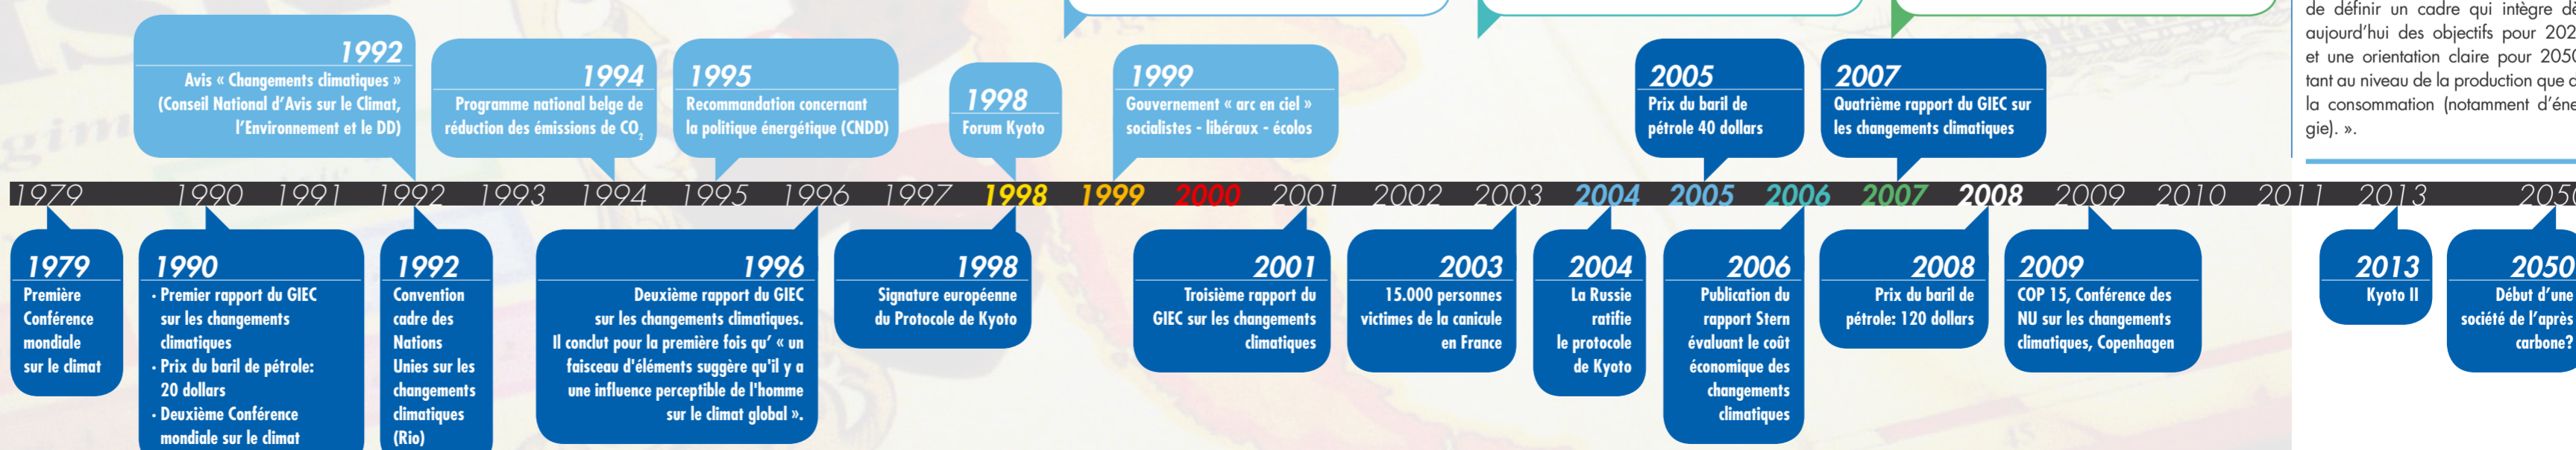 1992
Avis « Changements climatiques »
(Conseil National d'Avis sur le Climat,
l'Environnement et le DD)
1994
Programme national belge de
réduction des émissions de CO₂
1995
Recommandation concernant
la politique énergétique (CNDD)
1998
Forum Kyoto
1999
Gouvernement « arc en ciel »
socialistes - libéraux - écolos
2005
Prix du baril de
pétrole 40 dollars
2007
Quatrième rapport du GIEC sur
les changements climatiques
de définir un cadre qui intègre
aujourd'hui des objectifs pour
et une orientation claire pour
tant au niveau de la production que
la consommation (notamment d'éne-
gie). ».
1979 1990 1991 1992 1993 1994 1995 1996 1997 1998 1999 2000 2001 2002 2003 2004 2005 2006 2007 2008 2009 2010 2011 2013 2050
1979
Première
Conférence
mondiale
sur le climat
1990
· Premier rapport du GIEC
sur les changements
climatiques
· Prix du baril de pétrole:
20 dollars
· Deuxième Conférence
mondiale sur le climat
1992
Convention
cadre des
Nations
Unies sur les
changements
climatiques
(Rio)
1996
Deuxième rapport du GIEC
sur les changements climatiques.
Il conclut pour la première fois qu' « un
faisceau d'éléments suggère qu'il y a
une influence perceptible de l'homme
sur le climat global ».
1998
Signature européenne
du Protocole de Kyoto
2001
Troisième rapport du
GIEC sur les changements
climatiques
2003
15.000 personnes
victimes de la canicule
en France
2004
La Russie
ratifie
le protocole
de Kyoto
2006
Publication du
rapport Stern
évaluant le coût
économique des
changements
climatiques
2008
Prix du baril de
pétrole: 120 dollars
2009
COP 15, Conférence des
NU sur les changements
climatiques, Copenhagen
2013
Kyoto II
2050
Début d'une
société de l'après
carbone?